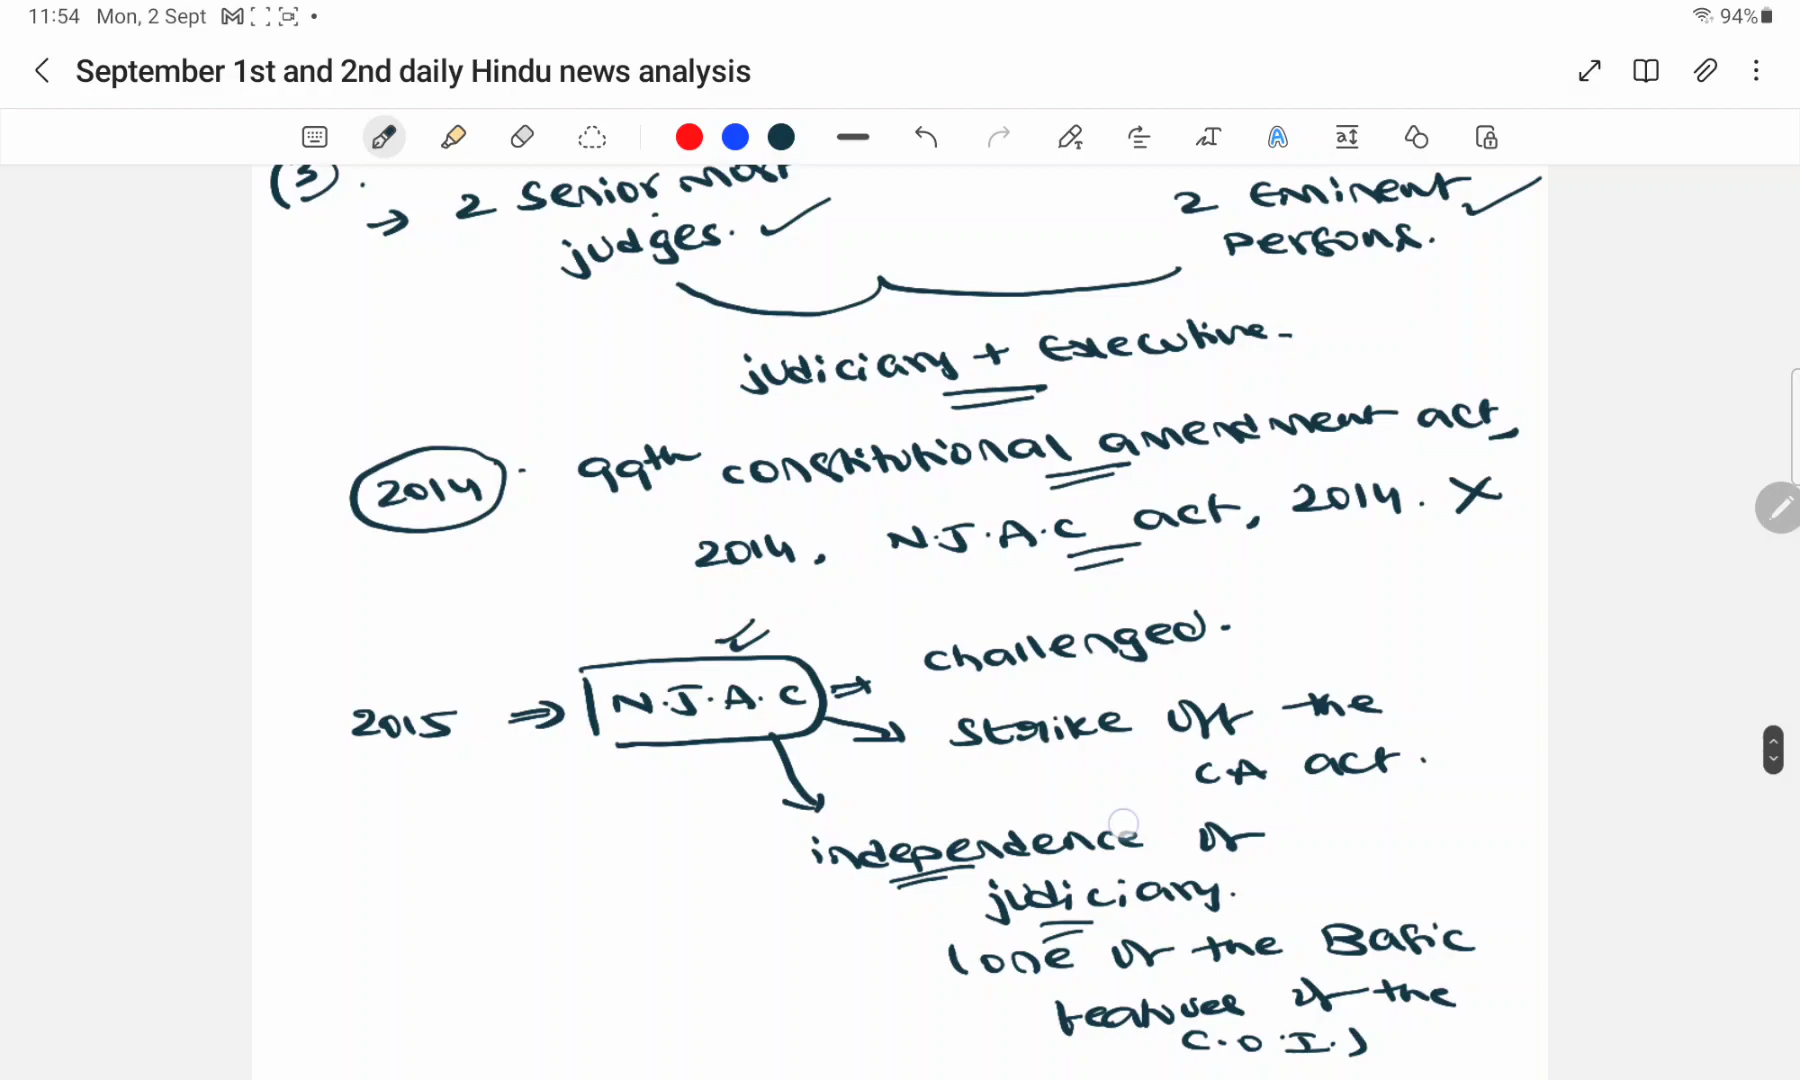 11:54 Mon, 2 Sept 94%
September 1st and 2nd daily Hindu news analysis
(3). → 2 Senior most judges.
2 Eminent persons.
judiciary + Executive -
2014 . 99th constitutional amendment act,
2014, N.J.A.C act, 2014. X
challenged.
2015 ⇒ N.J.A.C ⇒
Strike off the
C.A act.
independence of
judiciary.
(one of the Basic
features of the
C.O.I.)